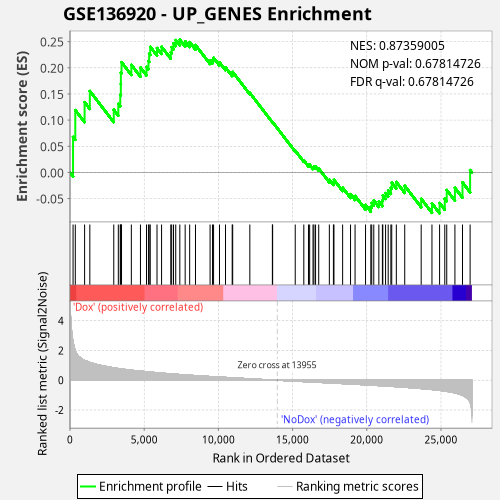 GSE136920 - UP_GENES Enrichment
Enrichment score (ES)
0.25
0.20
0.15
0.10
0.05
0.00
-0.05
NES: 0.87359005
NOM p-val: 0.67814726
FDR q-val: 0.67814726
'Dox' (positively correlated)
Ranked list metric (Signal2Noise)
4
2
0
-2
Zero cross at 13955
'NoDox' (negatively correlated)
0
5,000
10,000
15,000
20,000
25,000
Rank in Ordered Dataset
Enrichment profile
Hits
Ranking metric scores